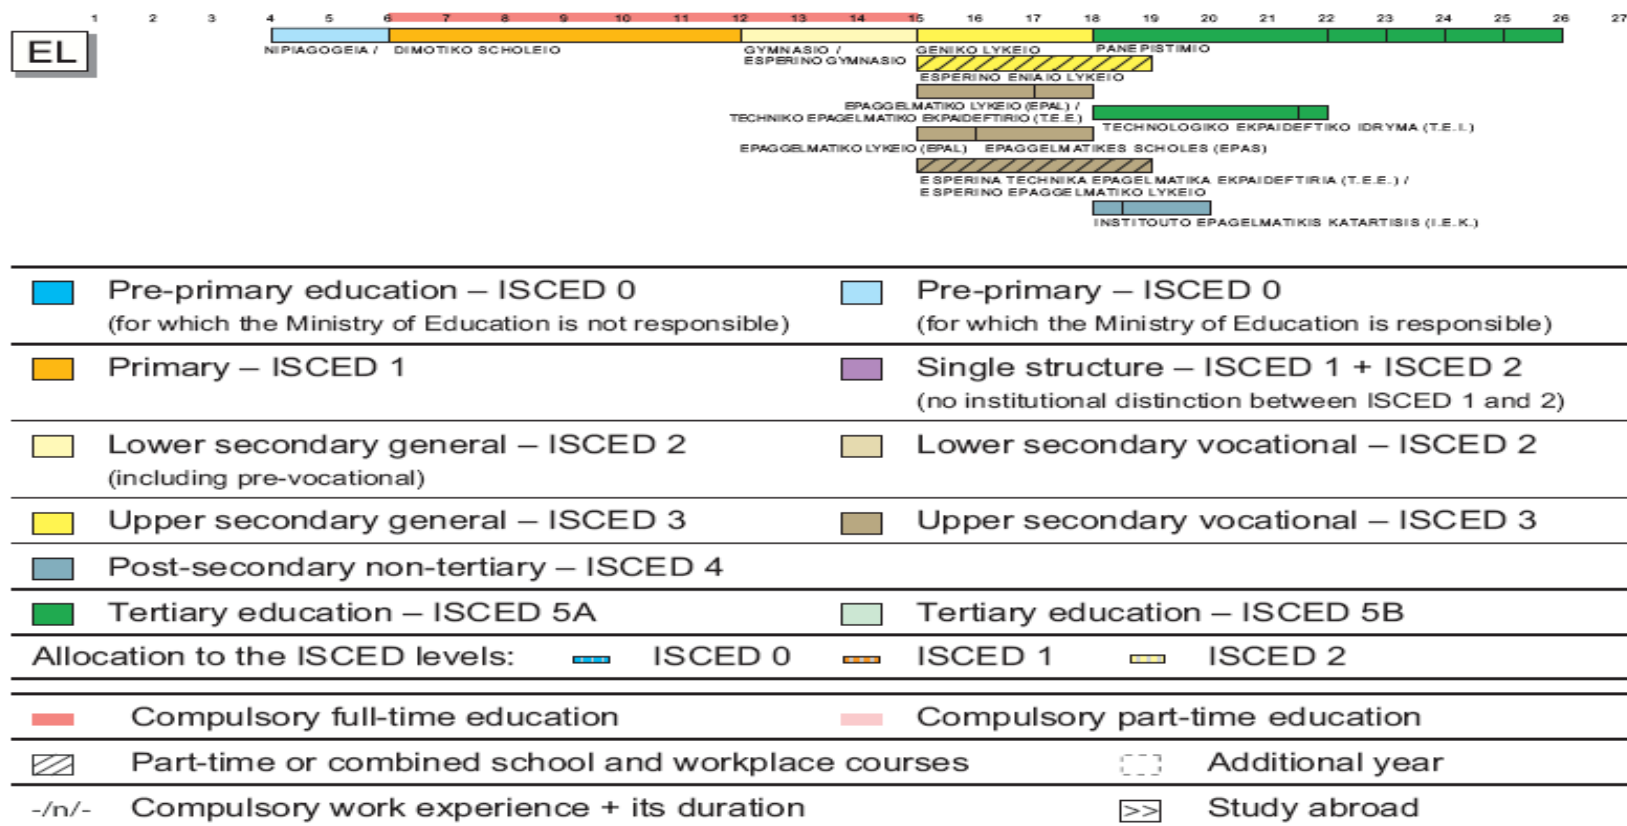 1 2 3 4 5 6 7 8 9 10 11 12 13 14 15 16 17 18 19 20 21 22 23 24 25 26 27
EL
NIPIAGOGEIA / DIMOTIKO SCHOLEIO GYMNASIO / GENIKO LYKEIO PANEPISTIMIO
ESPERINO GYMNASIO
ESPERINO ENIAIO LYKEIO
EPAGGELMATIKO LYKEIO (EPAL) /
TECHNIKO EPAGELMATIKO EKPAIDEFTIRIO (T.E.E.)
TECHNOLOGIKO EKPAIDEFTIKO IDRYMA (T.E.I.)
EPAGGELMATIKO LYKEIO (EPAL) EPAGGELMATIKES SCHOLES (EPAS)
ESPERINA TECHNIKA EPAGELMATIKA EKPAIDEFTIRIA (T.E.E.) /
ESPERINO EPAGGELMATIKO LYKEIO
INSTITOUTO EPAGELMATIKIS KATARTISIS (I.E.K.)
Pre-primary education – ISCED 0 Pre-primary – ISCED 0
(for which the Ministry of Education is not responsible) (for which the Ministry of Education is responsible)
Primary – ISCED 1 Single structure – ISCED 1 + ISCED 2
(no institutional distinction between ISCED 1 and 2)
Lower secondary general – ISCED 2 Lower secondary vocational – ISCED 2
(including pre-vocational)
Upper secondary general – ISCED 3 Upper secondary vocational – ISCED 3
Post-secondary non-tertiary – ISCED 4
Tertiary education – ISCED 5A Tertiary education – ISCED 5B
Allocation to the ISCED levels: ISCED 0 ISCED 1 ISCED 2
Compulsory full-time education Compulsory part-time education
Part-time or combined school and workplace courses Additional year
-/n/- Compulsory work experience + its duration >> Study abroad